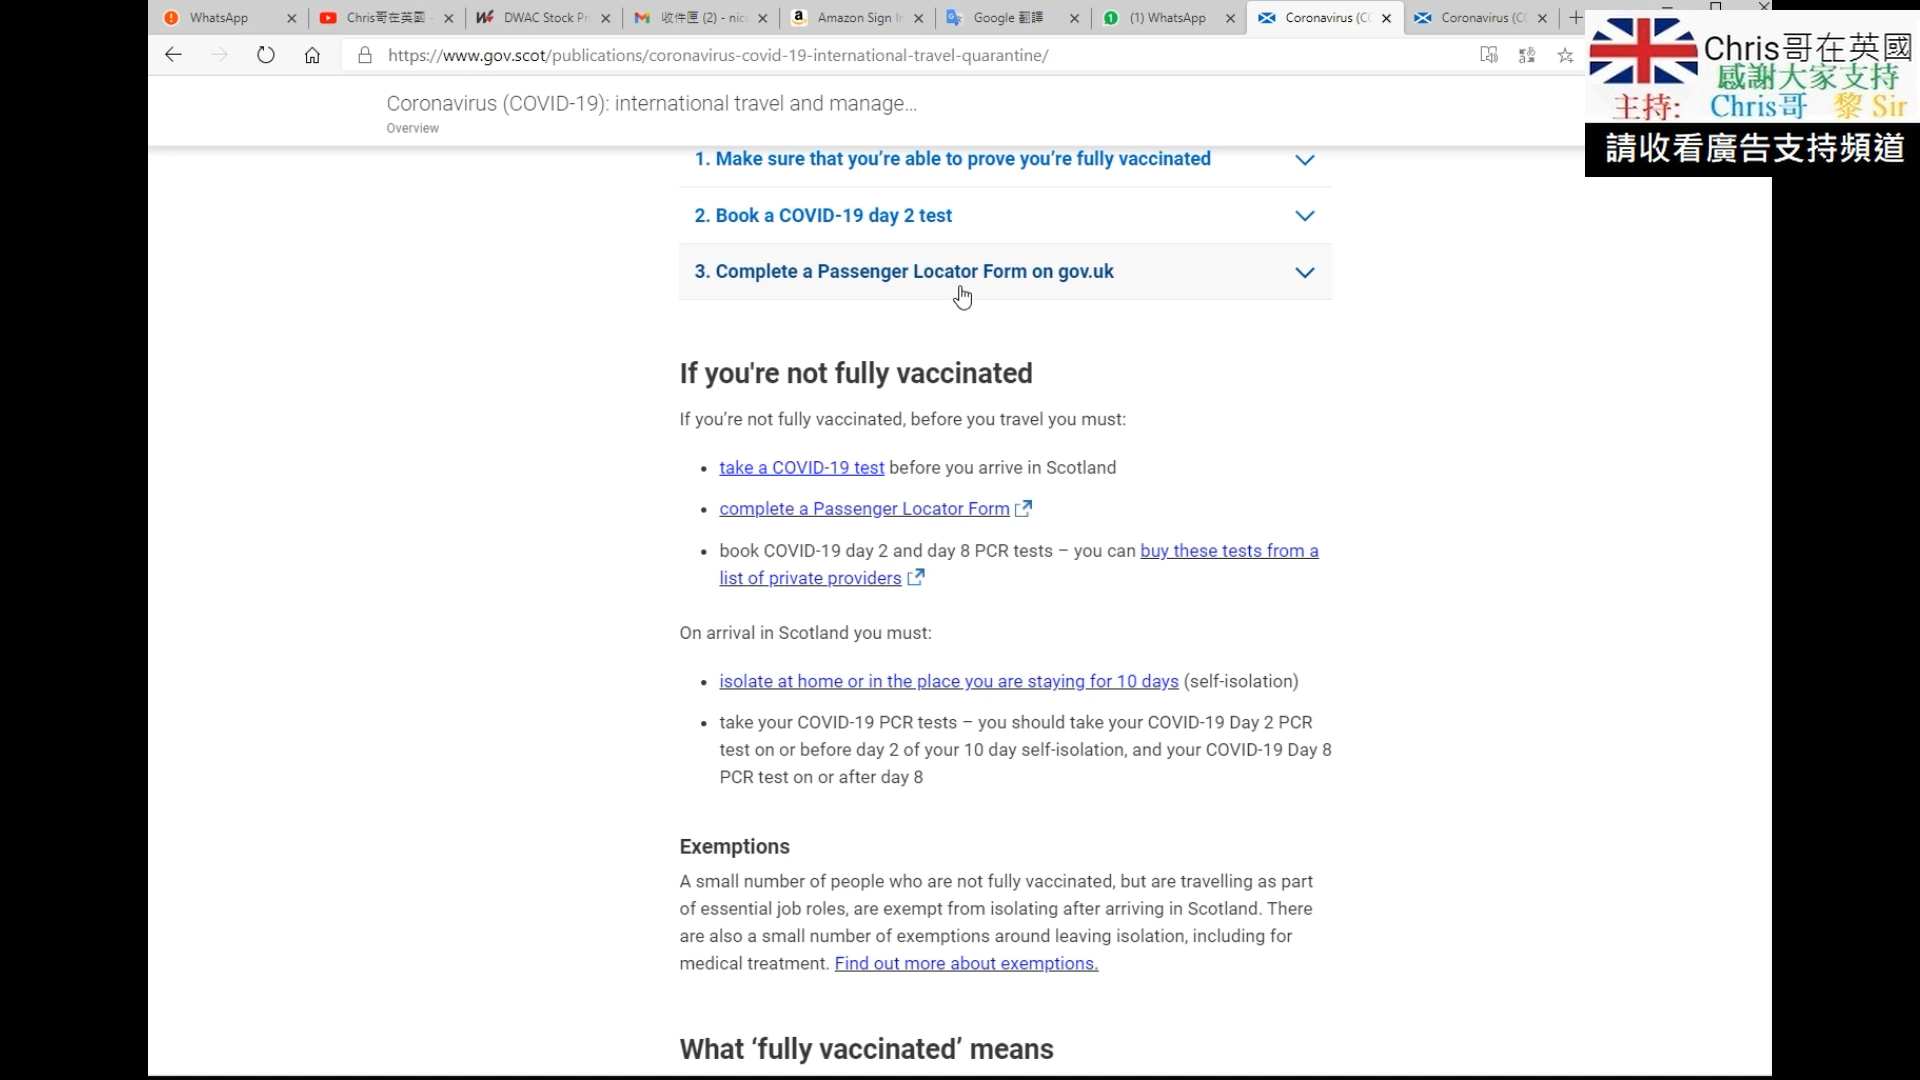 WhatsApp
Chris哥在英國
DWAC Stock Pr
收件匣 (2) - nic
Amazon Sign In
Google 翻譯
(1) WhatsApp
Coronavirus (CO
Coronavirus (CO
https://www.gov.scot/publications/coronavirus-covid-19-international-travel-quarantine/
Chris哥在英國
感謝大家支持
主持: Chris哥 黎 Sir
請收看廣告支持頻道
Coronavirus (COVID-19): international travel and manage...
Overview
1. Make sure that you’re able to prove you’re fully vaccinated
2. Book a COVID-19 day 2 test
3. Complete a Passenger Locator Form on gov.uk
If you're not fully vaccinated
If you’re not fully vaccinated, before you travel you must:
• take a COVID-19 test before you arrive in Scotland
• complete a Passenger Locator Form
• book COVID-19 day 2 and day 8 PCR tests – you can buy these tests from a
list of private providers
On arrival in Scotland you must:
• isolate at home or in the place you are staying for 10 days (self-isolation)
• take your COVID-19 PCR tests – you should take your COVID-19 Day 2 PCR
test on or before day 2 of your 10 day self-isolation, and your COVID-19 Day 8
PCR test on or after day 8
Exemptions
A small number of people who are not fully vaccinated, but are travelling as part
of essential job roles, are exempt from isolating after arriving in Scotland. There
are also a small number of exemptions around leaving isolation, including for
medical treatment. Find out more about exemptions.
What ‘fully vaccinated’ means